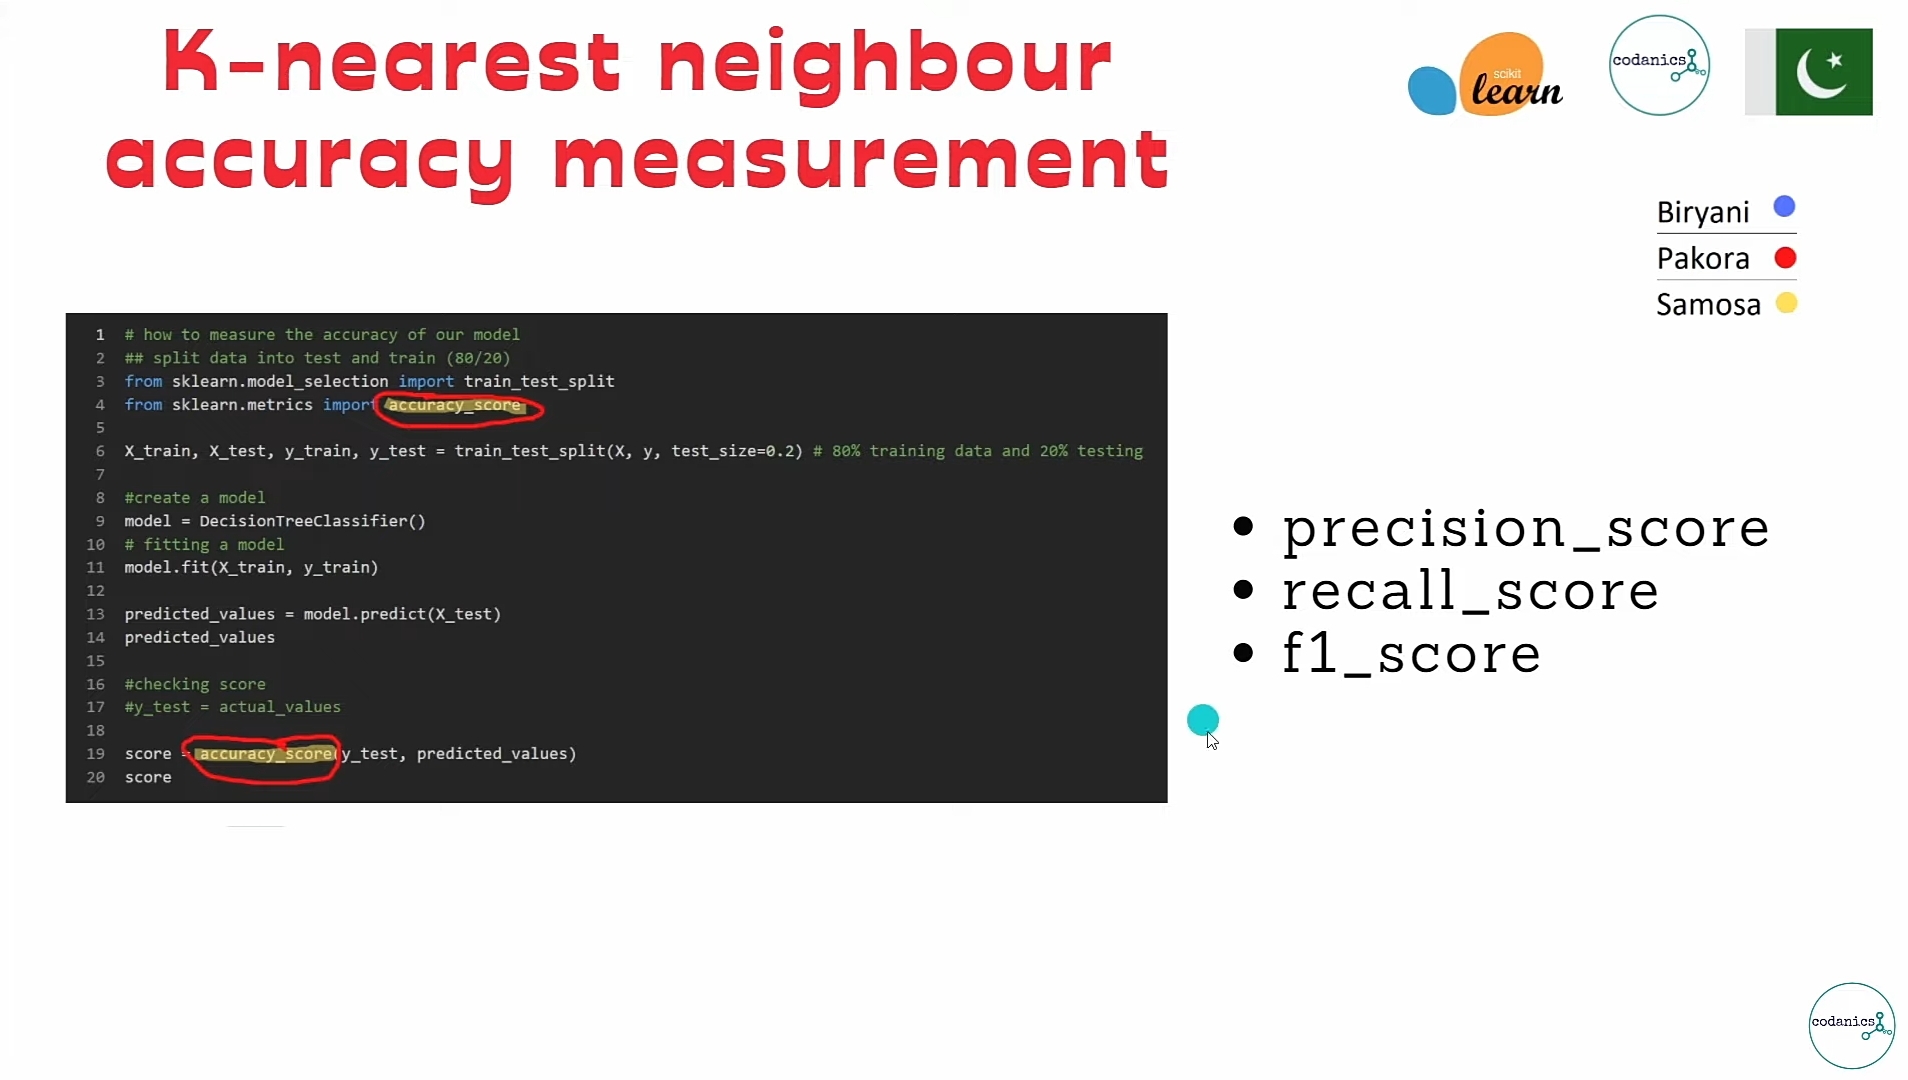 K-nearest neighbour
accuracy measurement
scikit
learn
codanics
Biryani
Pakora
Samosa
1 # how to measure the accuracy of our model
2 ## split data into test and train (80/20)
3 from sklearn.model_selection import train_test_split
4 from sklearn.metrics import accuracy_score
5
6 X_train, X_test, y_train, y_test = train_test_split(X, y, test_size=0.2) # 80% training data and 20% testing
7
8 #create a model
9 model = DecisionTreeClassifier()
10 # fitting a model
11 model.fit(X_train, y_train)
12
13 predicted_values = model.predict(X_test)
14 predicted_values
15
16 #checking score
17 #y_test = actual_values
18
19 score = accuracy_score(y_test, predicted_values)
20 score
• precision_score
• recall_score
• f1_score
codanics